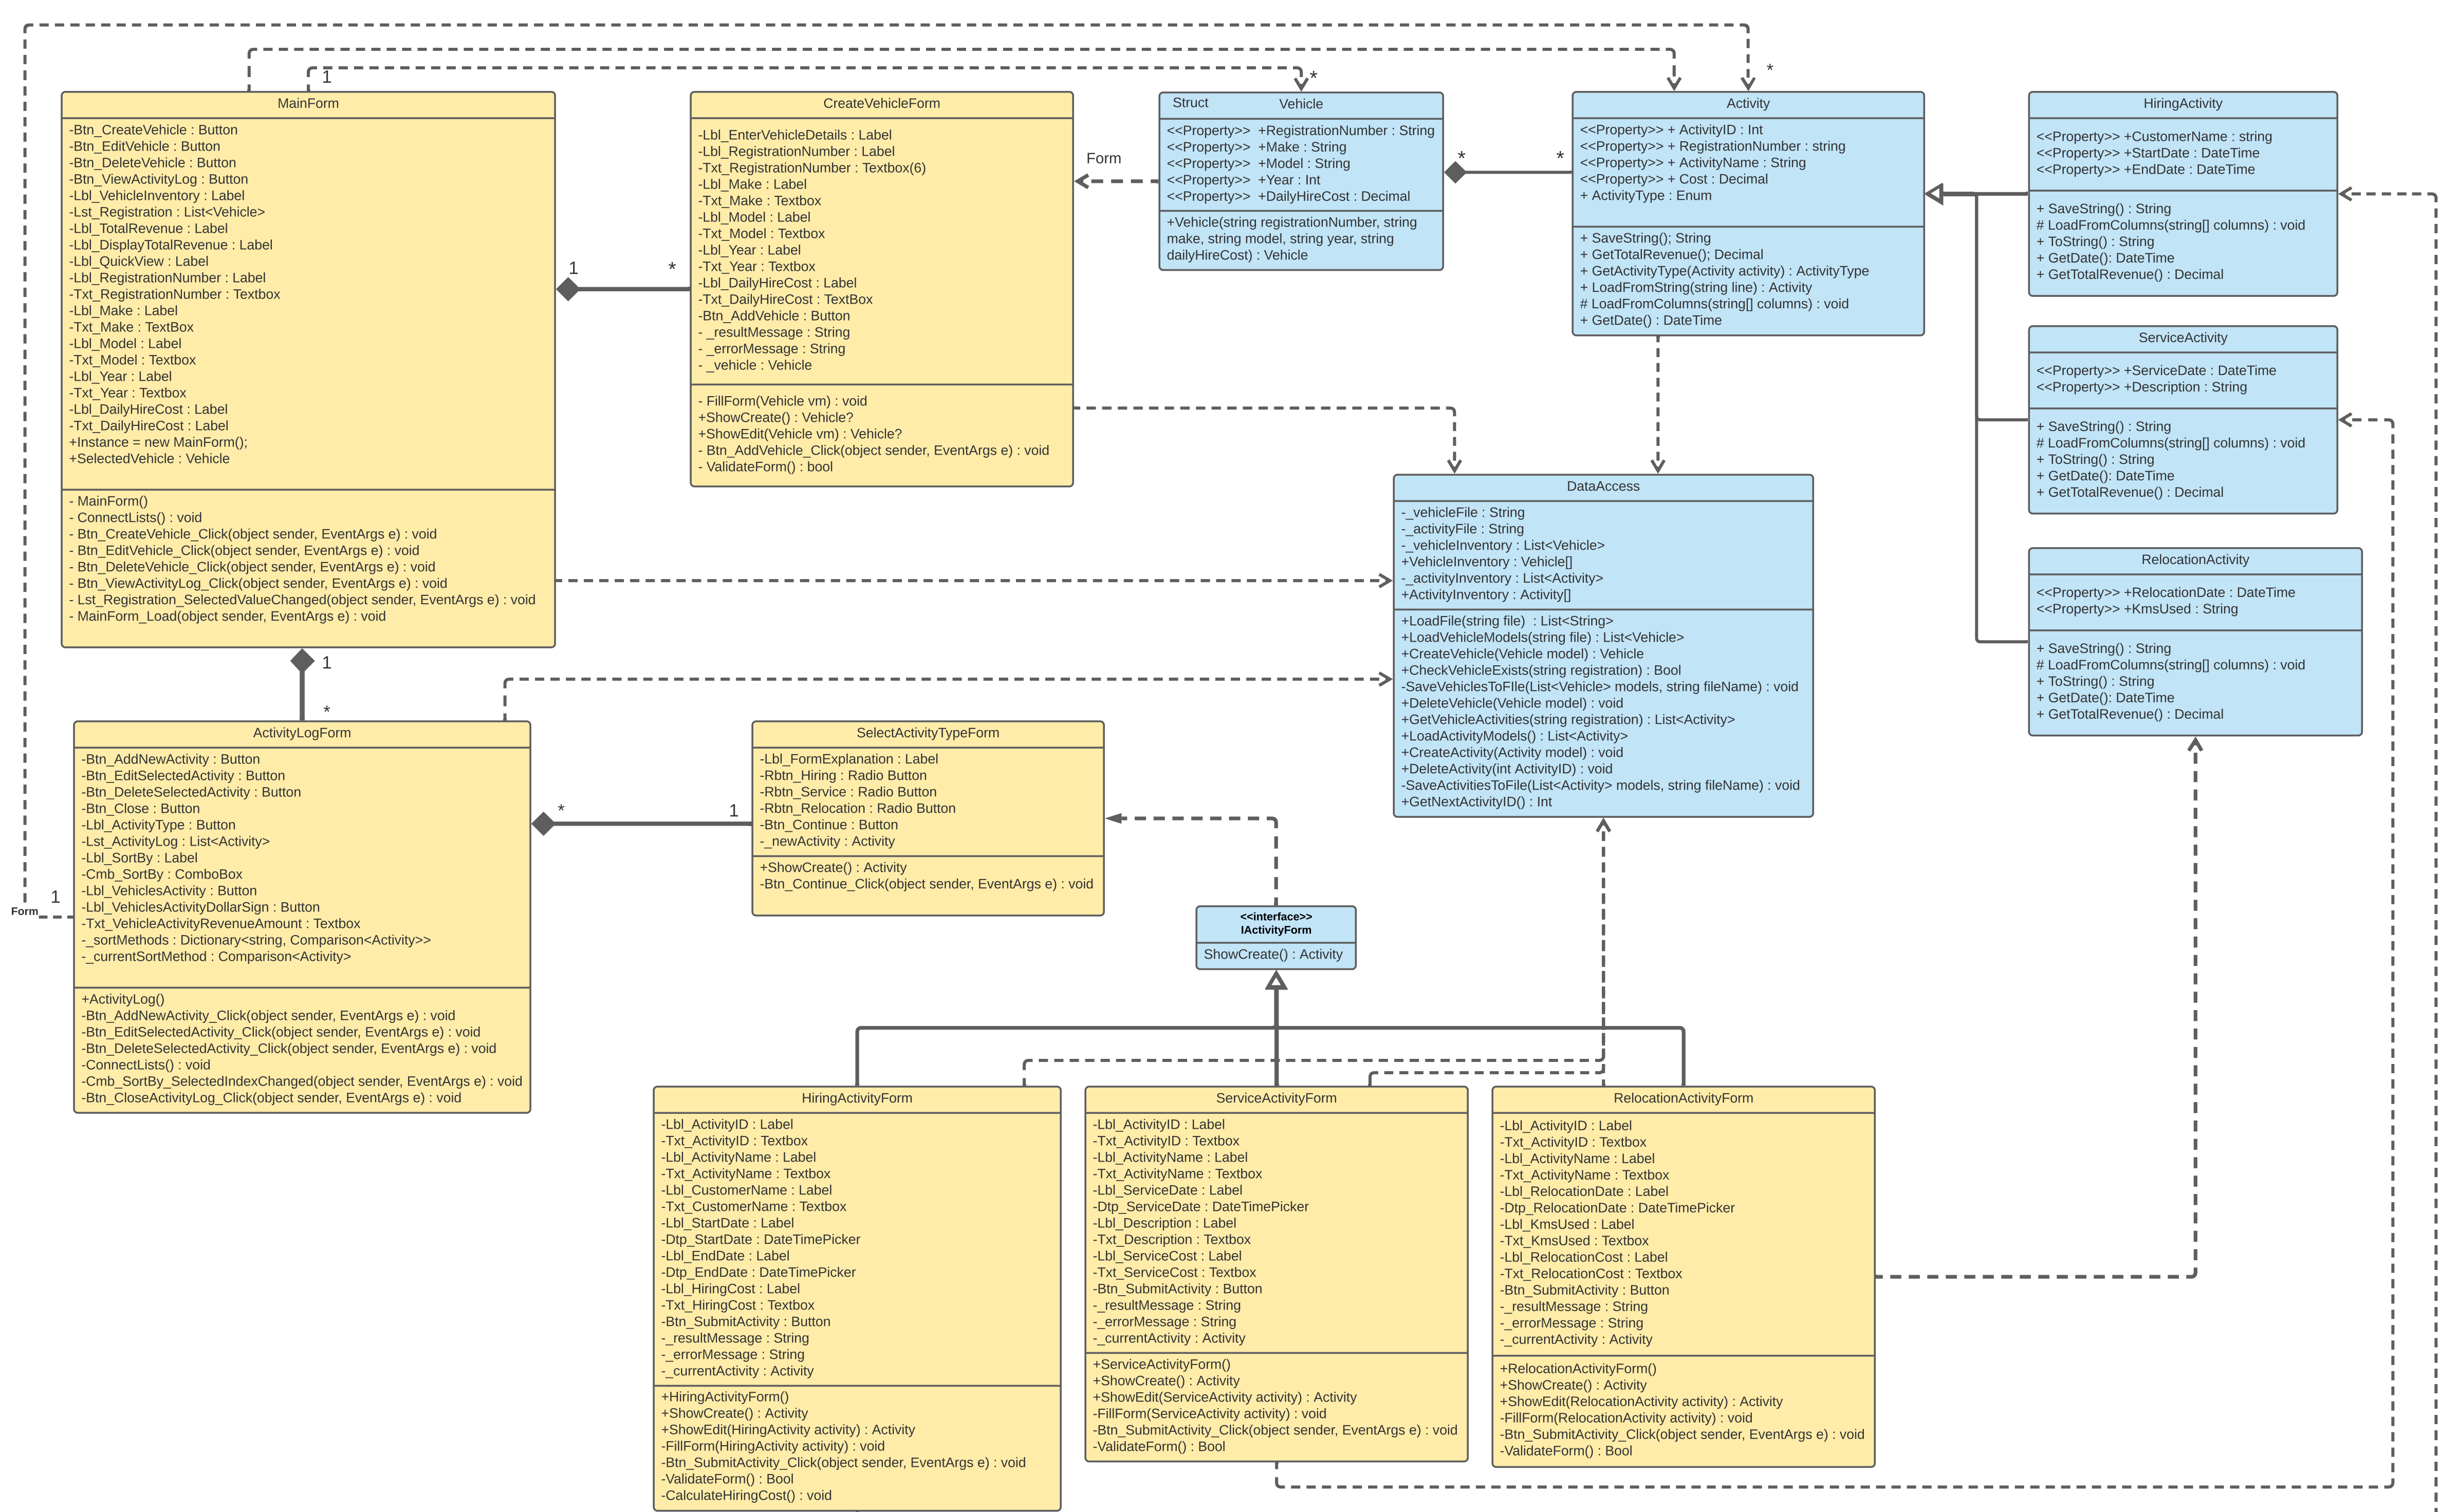 1
*
*
MainForm
-Btn_CreateVehicle : Button
-Btn_EditVehicle : Button
-Btn_DeleteVehicle : Button
-Btn_ViewActivityLog : Button
-Lbl_VehicleInventory : Label
-Lst_Registration : List<Vehicle>
-Lbl_TotalRevenue : Label
-Lbl_DisplayTotalRevenue : Label
-Lbl_QuickView : Label
-Lbl_RegistrationNumber : Label
-Txt_RegistrationNumber : Textbox
-Lbl_Make : Label
-Txt_Make : TextBox
-Lbl_Model : Label
-Txt_Model : Textbox
-Lbl_Year : Label
-Txt_Year : Textbox
-Lbl_DailyHireCost : Label
-Txt_DailyHireCost : Label
+Instance = new MainForm();
+SelectedVehicle : Vehicle
- MainForm()
- ConnectLists() : void
- Btn_CreateVehicle_Click(object sender, EventArgs e) : void
- Btn_EditVehicle_Click(object sender, EventArgs e) : void
- Btn_DeleteVehicle_Click(object sender, EventArgs e) : void
- Btn_ViewActivityLog_Click(object sender, EventArgs e) : void
- Lst_Registration_SelectedValueChanged(object sender, EventArgs e) : void
- MainForm_Load(object sender, EventArgs e) : void
1
*
CreateVehicleForm
-Lbl_EnterVehicleDetails : Label
-Lbl_RegistrationNumber : Label
-Txt_RegistrationNumber : Textbox(6)
-Lbl_Make : Label
-Txt_Make : Textbox
-Lbl_Model : Label
-Txt_Model : Textbox
-Lbl_Year : Label
-Txt_Year : Textbox
-Lbl_DailyHireCost : Label
-Txt_DailyHireCost : TextBox
-Btn_AddVehicle : Button
- _resultMessage : String
- _errorMessage : String
- _vehicle : Vehicle
- FillForm(Vehicle vm) : void
+ShowCreate() : Vehicle?
+ShowEdit(Vehicle vm) : Vehicle?
- Btn_AddVehicle_Click(object sender, EventArgs e) : void
- ValidateForm() : bool
Form
Struct
Vehicle
<<Property>>  +RegistrationNumber : String
<<Property>>  +Make : String
<<Property>>  +Model : String
<<Property>>  +Year : Int
<<Property>>  +DailyHireCost : Decimal
+Vehicle(string registrationNumber, string
make, string model, string year, string
dailyHireCost) : Vehicle
*
*
Activity
<<Property>> + ActivityID : Int
<<Property>> + RegistrationNumber : string
<<Property>> + ActivityName : String
<<Property>> + Cost : Decimal
+ ActivityType : Enum
+ SaveString(); String
+ GetTotalRevenue(); Decimal
+ GetActivityType(Activity activity) : ActivityType
+ LoadFromString(string line) : Activity
# LoadFromColumns(string[] columns) : void
+ GetDate() : DateTime
HiringActivity
<<Property>> +CustomerName : string
<<Property>> +StartDate : DateTime
<<Property>> +EndDate : DateTime
+ SaveString() : String
# LoadFromColumns(string[] columns) : void
+ ToString() : String
+ GetDate(): DateTime
+ GetTotalRevenue() : Decimal
ServiceActivity
<<Property>> +ServiceDate : DateTime
<<Property>> +Description : String
+ SaveString() : String
# LoadFromColumns(string[] columns) : void
+ ToString() : String
+ GetDate(): DateTime
+ GetTotalRevenue() : Decimal
RelocationActivity
<<Property>> +RelocationDate : DateTime
<<Property>> +KmsUsed : String
+ SaveString() : String
# LoadFromColumns(string[] columns) : void
+ ToString() : String
+ GetDate(): DateTime
+ GetTotalRevenue() : Decimal
DataAccess
-_vehicleFile : String
-_activityFile : String
-_vehicleInventory : List<Vehicle>
+VehicleInventory : Vehicle[]
-_activityInventory : List<Activity>
+ActivityInventory : Activity[]
+LoadFile(string file)  : List<String>
+LoadVehicleModels(string file) : List<Vehicle>
+CreateVehicle(Vehicle model) : Vehicle
+CheckVehicleExists(string registration) : Bool
-SaveVehiclesToFIle(List<Vehicle> models, string fileName) : void
+DeleteVehicle(Vehicle model) : void
+GetVehicleActivities(string registration) : List<Activity>
+LoadActivityModels() : List<Activity>
+CreateActivity(Activity model) : void
+DeleteActivity(int ActivityID) : void
-SaveActivitiesToFile(List<Activity> models, string fileName) : void
+GetNextActivityID() : Int
1
*
ActivityLogForm
-Btn_AddNewActivity : Button
-Btn_EditSelectedActivity : Button
-Btn_DeleteSelectedActivity : Button
-Btn_Close : Button
-Lbl_ActivityType : Button
-Lst_ActivityLog : List<Activity>
-Lbl_SortBy : Label
-Cmb_SortBy : ComboBox
-Lbl_VehiclesActivity : Button
-Lbl_VehiclesActivityDollarSign : Button
-Txt_VehicleActivityRevenueAmount : Textbox
-_sortMethods : Dictionary<string, Comparison<Activity>>
-_currentSortMethod : Comparison<Activity>
+ActivityLog()
-Btn_AddNewActivity_Click(object sender, EventArgs e) : void
-Btn_EditSelectedActivity_Click(object sender, EventArgs e) : void
-Btn_DeleteSelectedActivity_Click(object sender, EventArgs e) : void
-ConnectLists() : void
-Cmb_SortBy_SelectedIndexChanged(object sender, EventArgs e) : void
-Btn_CloseActivityLog_Click(object sender, EventArgs e) : void
1
Form
*
1
SelectActivityTypeForm
-Lbl_FormExplanation : Label
-Rbtn_Hiring : Radio Button
-Rbtn_Service : Radio Button
-Rbtn_Relocation : Radio Button
-Btn_Continue : Button
-_newActivity : Activity
+ShowCreate() : Activity
-Btn_Continue_Click(object sender, EventArgs e) : void
<<interface>>
IActivityForm
ShowCreate() : Activity
HiringActivityForm
-Lbl_ActivityID : Label
-Txt_ActivityID : Textbox
-Lbl_ActivityName : Label
-Txt_ActivityName : Textbox
-Lbl_CustomerName : Label
-Txt_CustomerName : Textbox
-Lbl_StartDate : Label
-Dtp_StartDate : DateTimePicker
-Lbl_EndDate : Label
-Dtp_EndDate : DateTimePicker
-Lbl_HiringCost : Label
-Txt_HiringCost : Textbox
-Btn_SubmitActivity : Button
-_resultMessage : String
-_errorMessage : String
-_currentActivity : Activity
+HiringActivityForm()
+ShowCreate() : Activity
+ShowEdit(HiringActivity activity) : Activity
-FillForm(HiringActivity activity) : void
-Btn_SubmitActivity_Click(object sender, EventArgs e) : void
-ValidateForm() : Bool
-CalculateHiringCost() : void
ServiceActivityForm
-Lbl_ActivityID : Label
-Txt_ActivityID : Textbox
-Lbl_ActivityName : Label
-Txt_ActivityName : Textbox
-Lbl_ServiceDate : Label
-Dtp_ServiceDate : DateTimePicker
-Lbl_Description : Label
-Txt_Description : Textbox
-Lbl_ServiceCost : Label
-Txt_ServiceCost : Textbox
-Btn_SubmitActivity : Button
-_resultMessage : String
-_errorMessage : String
-_currentActivity : Activity
+ServiceActivityForm()
+ShowCreate() : Activity
+ShowEdit(ServiceActivity activity) : Activity
-FillForm(ServiceActivity activity) : void
-Btn_SubmitActivity_Click(object sender, EventArgs e) : void
-ValidateForm() : Bool
RelocationActivityForm
-Lbl_ActivityID : Label
-Txt_ActivityID : Textbox
-Lbl_ActivityName : Label
-Txt_ActivityName : Textbox
-Lbl_RelocationDate : Label
-Dtp_RelocationDate : DateTimePicker
-Lbl_KmsUsed : Label
-Txt_KmsUsed : Textbox
-Lbl_RelocationCost : Label
-Txt_RelocationCost : Textbox
-Btn_SubmitActivity : Button
-_resultMessage : String
-_errorMessage : String
-_currentActivity : Activity
+RelocationActivityForm()
+ShowCreate() : Activity
+ShowEdit(RelocationActivity activity) : Activity
-FillForm(RelocationActivity activity) : void
-Btn_SubmitActivity_Click(object sender, EventArgs e) : void
-ValidateForm() : Bool